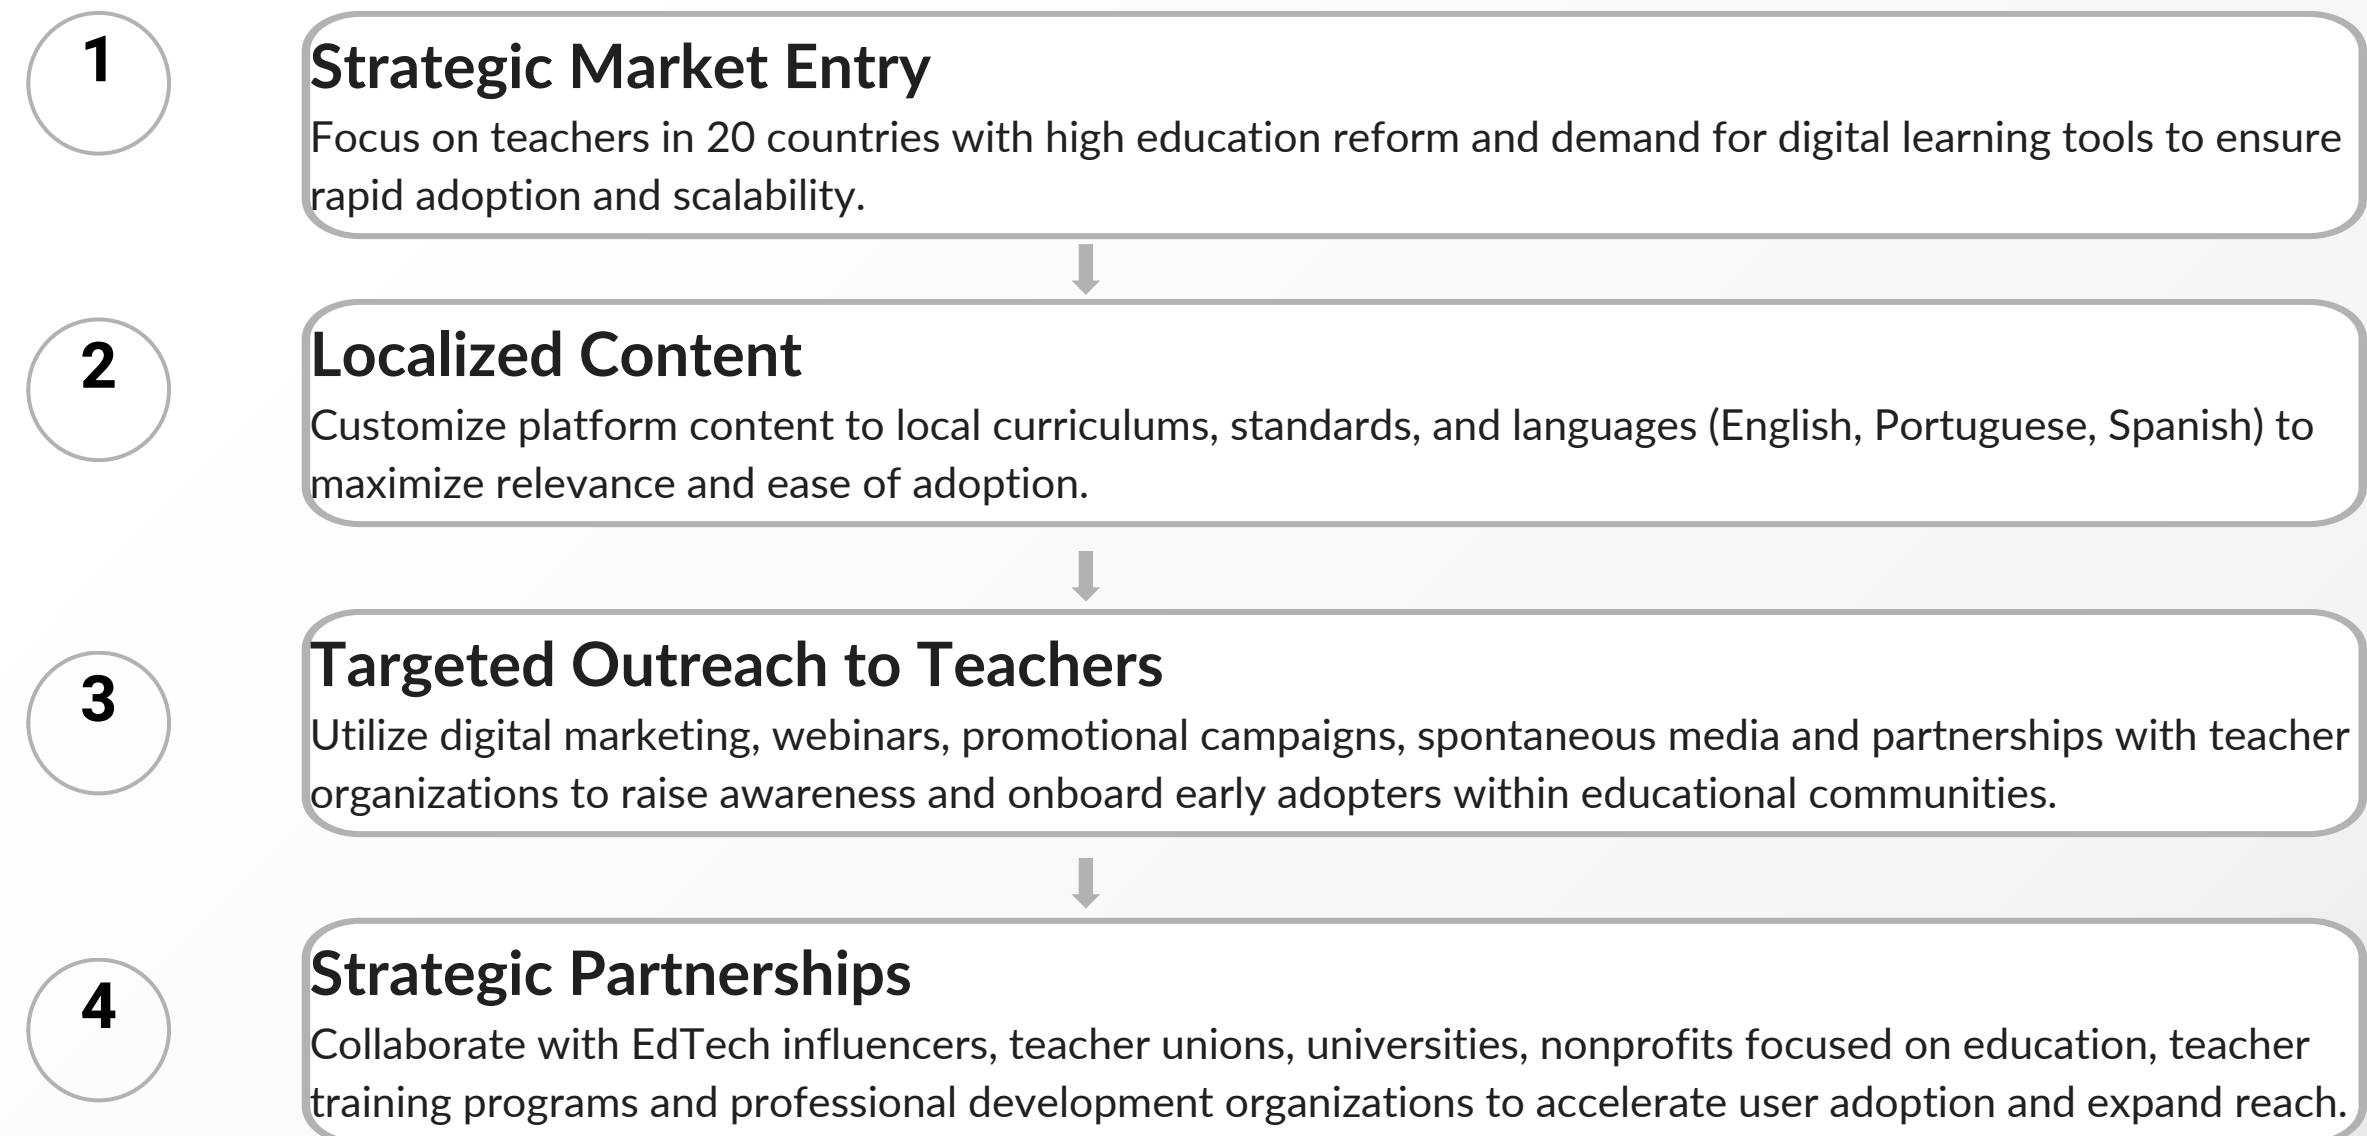 1
Strategic Market Entry
Focus on teachers in 20 countries with high education reform and demand for digital learning tools to ensure
rapid adoption and scalability.
2
Localized Content
Customize platform content to local curriculums, standards, and languages (English, Portuguese, Spanish) to
maximize relevance and ease of adoption.
3
Targeted Outreach to Teachers
Utilize digital marketing, webinars, promotional campaigns, spontaneous media and partnerships with teacher
organizations to raise awareness and onboard early adopters within educational communities.
4
Strategic Partnerships
Collaborate with EdTech influencers, teacher unions, universities, nonprofits focused on education, teacher
training programs and professional development organizations to accelerate user adoption and expand reach.